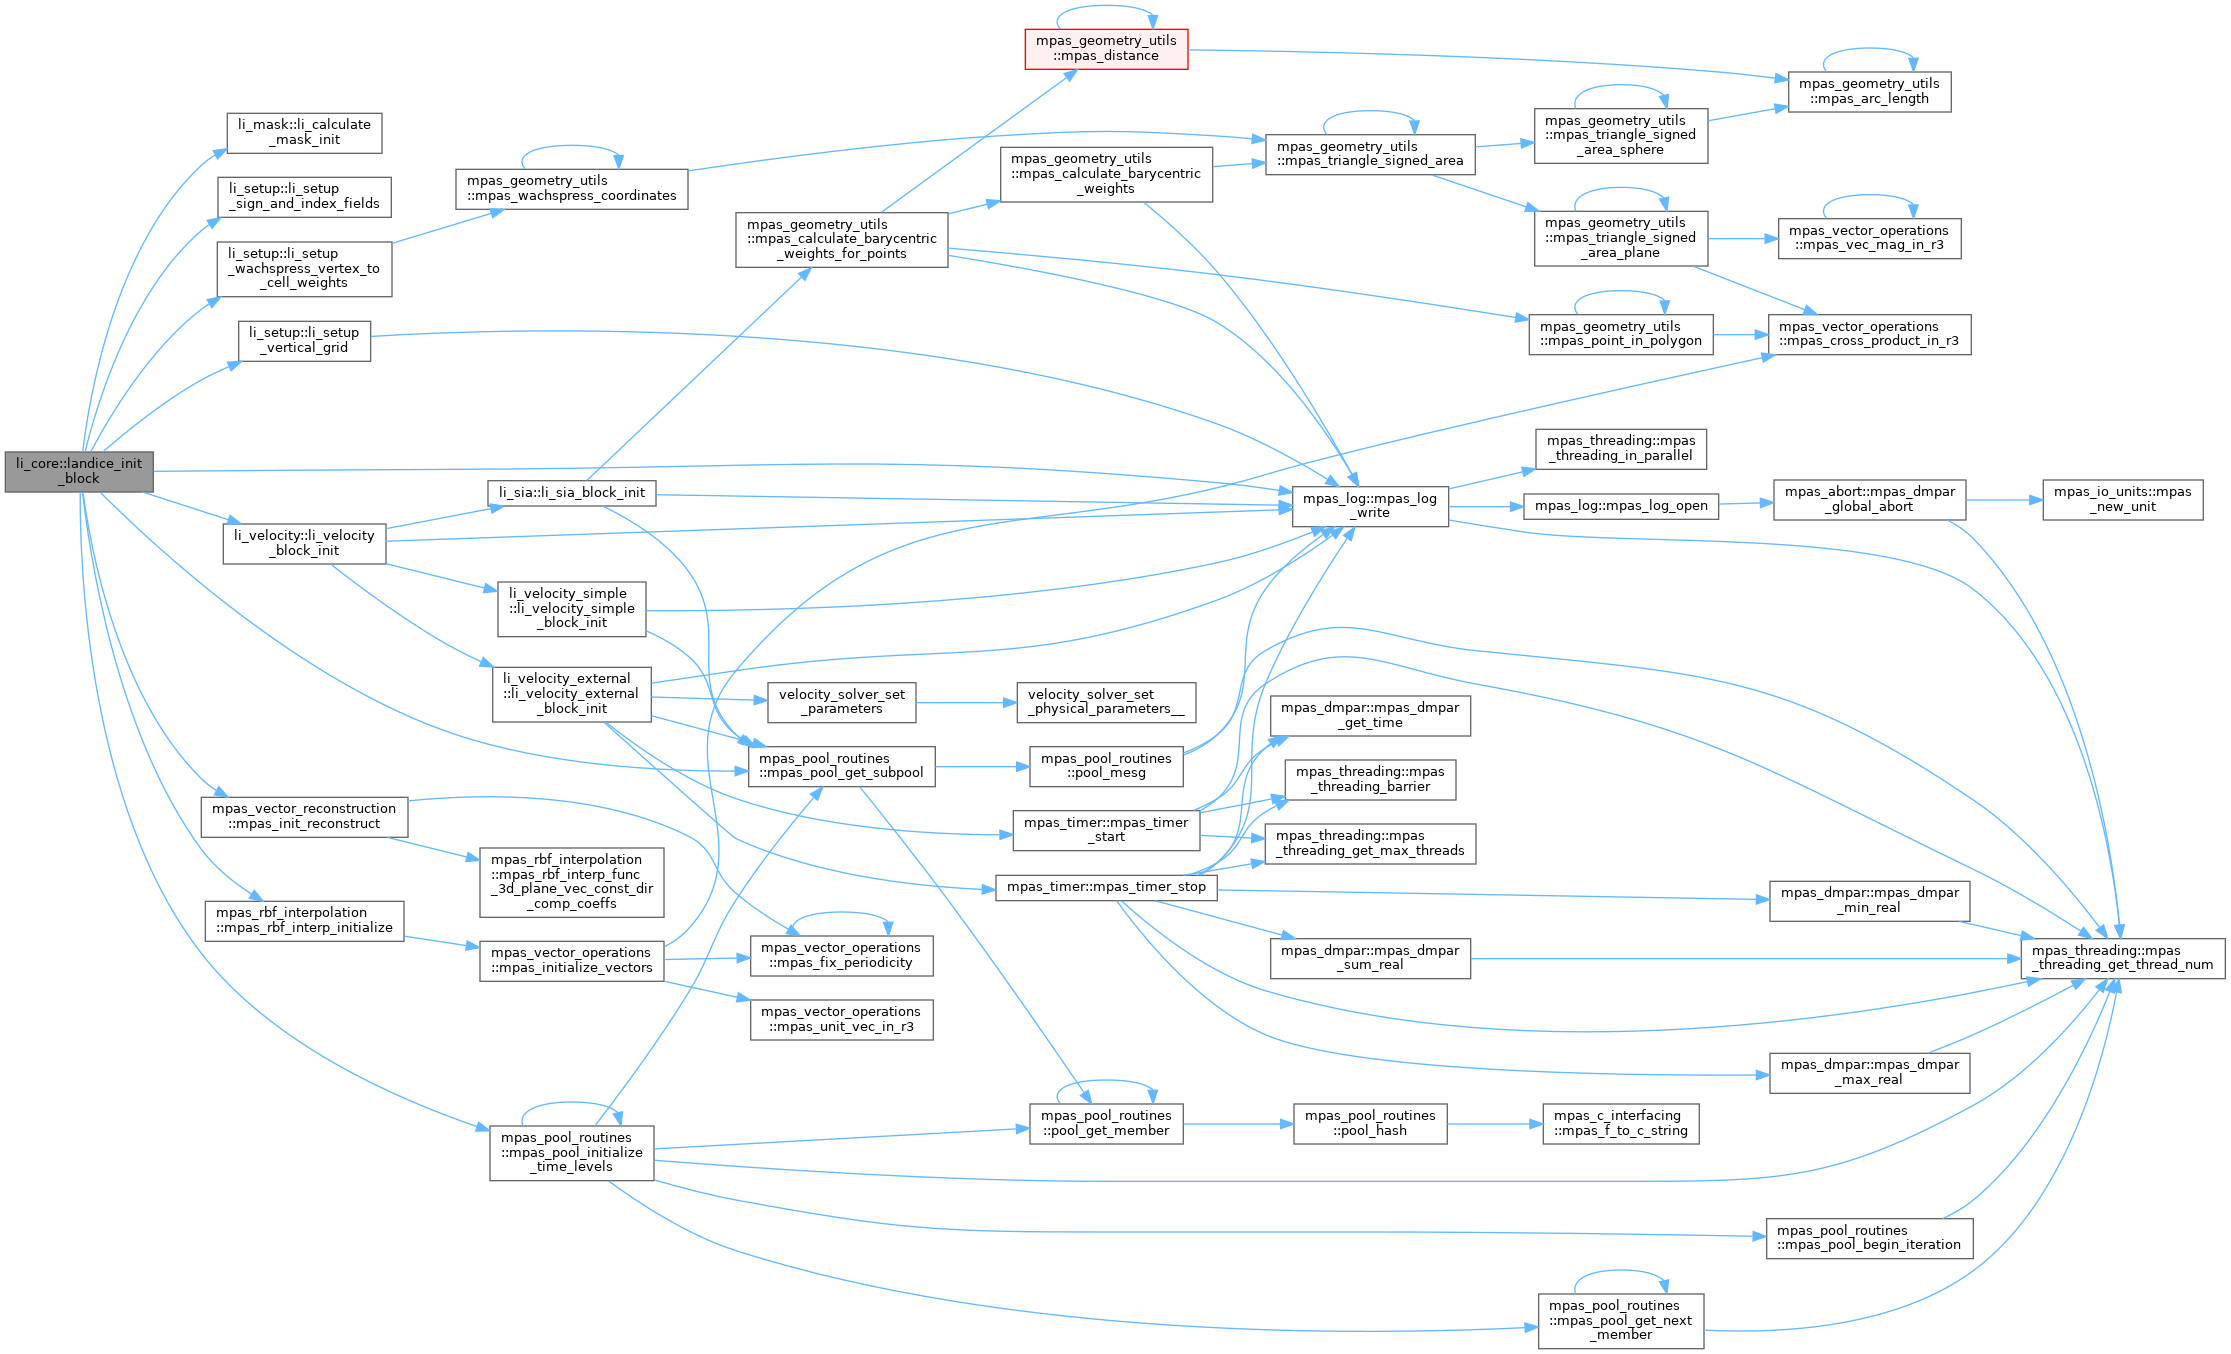 li_core::landice_init
_block
li_mask::li_calculate
_mask_init
li_setup::li_setup
_sign_and_index_fields
li_setup::li_setup
_wachspress_vertex_to
_cell_weights
li_setup::li_setup
_vertical_grid
li_velocity::li_velocity
_block_init
mpas_vector_reconstruction
::mpas_init_reconstruct
mpas_rbf_interpolation
::mpas_rbf_interp_initialize
mpas_geometry_utils
::mpas_wachspress_coordinates
li_sia::li_sia_block_init
li_velocity_simple
::li_velocity_simple
_block_init
li_velocity_external
::li_velocity_external
_block_init
mpas_rbf_interpolation
::mpas_rbf_interp_func
_3d_plane_vec_const_dir
_comp_coeffs
mpas_vector_operations
::mpas_initialize_vectors
mpas_pool_routines
::mpas_pool_initialize
_time_levels
mpas_geometry_utils
::mpas_calculate_barycentric
_weights_for_points
velocity_solver_set
_parameters
mpas_pool_routines
::mpas_pool_get_subpool
mpas_vector_operations
::mpas_fix_periodicity
mpas_vector_operations
::mpas_unit_vec_in_r3
mpas_geometry_utils
::mpas_distance
mpas_geometry_utils
::mpas_calculate_barycentric
_weights
velocity_solver_set
_physical_parameters__
mpas_pool_routines
::pool_mesg
mpas_timer::mpas_timer
_start
mpas_timer::mpas_timer_stop
mpas_pool_routines
::pool_get_member
mpas_geometry_utils
::mpas_triangle_signed_area
mpas_log::mpas_log
_write
mpas_dmpar::mpas_dmpar
_get_time
mpas_threading::mpas
_threading_barrier
mpas_threading::mpas
_threading_get_max_threads
mpas_dmpar::mpas_dmpar
_sum_real
mpas_pool_routines
::pool_hash
mpas_geometry_utils
::mpas_triangle_signed
_area_sphere
mpas_geometry_utils
::mpas_triangle_signed
_area_plane
mpas_geometry_utils
::mpas_point_in_polygon
mpas_threading::mpas
_threading_in_parallel
mpas_log::mpas_log_open
mpas_c_interfacing
::mpas_f_to_c_string
mpas_pool_routines
::mpas_pool_get_next
_member
mpas_geometry_utils
::mpas_arc_length
mpas_vector_operations
::mpas_vec_mag_in_r3
mpas_vector_operations
::mpas_cross_product_in_r3
mpas_abort::mpas_dmpar
_global_abort
mpas_dmpar::mpas_dmpar
_min_real
mpas_dmpar::mpas_dmpar
_max_real
mpas_pool_routines
::mpas_pool_begin_iteration
mpas_io_units::mpas
_new_unit
mpas_threading::mpas
_threading_get_thread_num